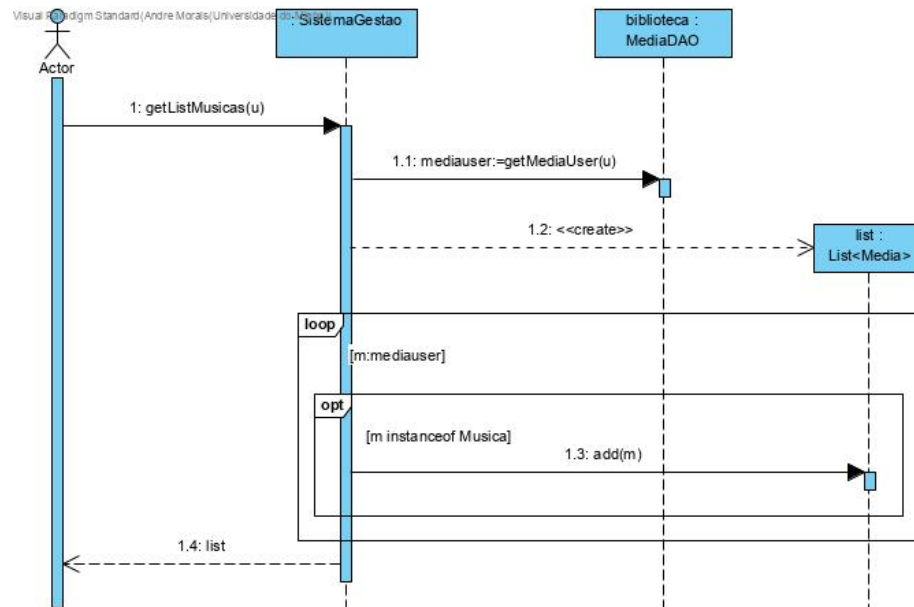 Visual Paradigm Standard(Andre Morais(Universidade do
: SistemaGestao
biblioteca :
MediaDAO
Actor
1: getListMusicas(u)
1.1: mediauser:=getMediaUser(u)
1.2: <<create>>
list :
List<Media>
loop
[m:mediauser]
opt
[m instanceof Musica]
1.3: add(m)
1.4: list